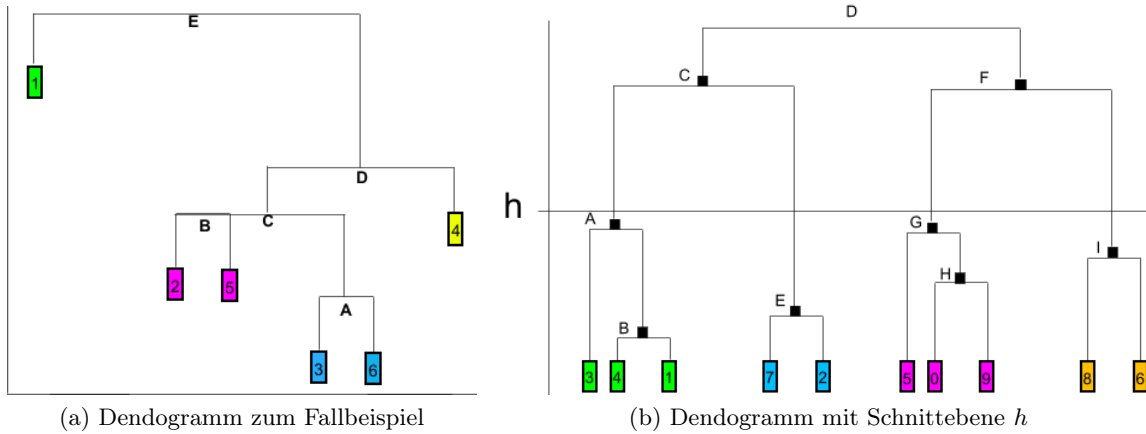 E
1
D
B
C
4
2
5
A
3
6
D
C
F
h
A
G
I
H
E
B
3 4 1 7 2 5 0 9 8 6
(a) Dendogramm zum Fallbeispiel
(b) Dendogramm mit Schnittebene h